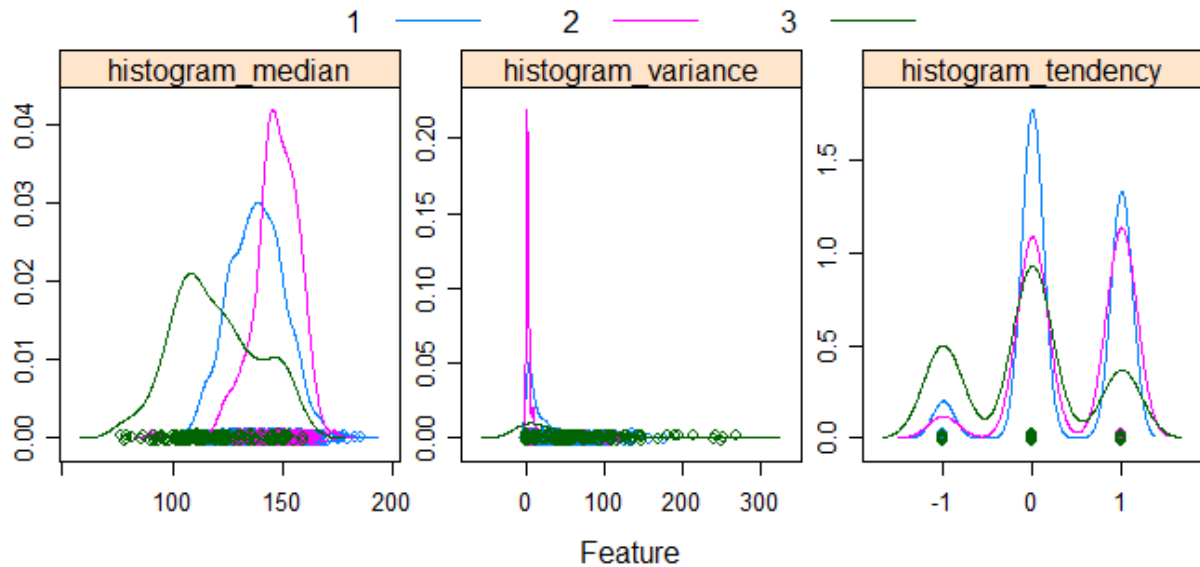 1 2 3
histogram_median histogram_variance histogram_tendency
0.00 0.01 0.02 0.03 0.04
0.00 0.05 0.10 0.15 0.20
0.0 0.5 1.0 1.5
100 150 200
0 100 200 300
-1 0 1
Feature